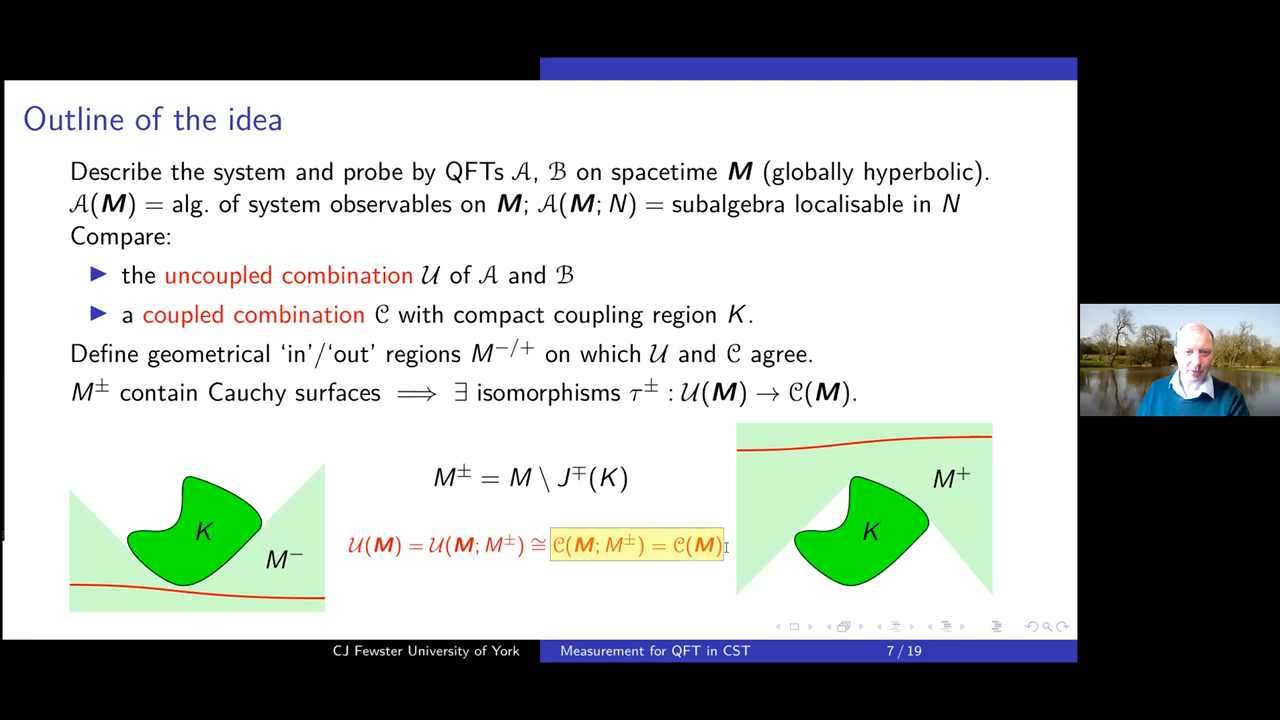 Outline of the idea
Describe the system and probe by QFTs 𝒜, ℬ on spacetime M (globally hyperbolic).
𝒜(M) = alg. of system observables on M; 𝒜(M; N) = subalgebra localisable in N
Compare:
▶ the uncoupled combination 𝒰 of 𝒜 and ℬ
▶ a coupled combination 𝒞 with compact coupling region K.
Define geometrical ‘in’/‘out’ regions M⁻/⁺ on which 𝒰 and 𝒞 agree.
M± contain Cauchy surfaces ⟹ ∃ isomorphisms τ± : 𝒰(M) → 𝒞(M).
K
M⁻
M± = M \ J∓(K)
𝒰(M) = 𝒰(M; M±) ≅ 𝒞(M; M±) = 𝒞(M)
M⁺
K
CJ Fewster University of York
Measurement for QFT in CST
7 / 19